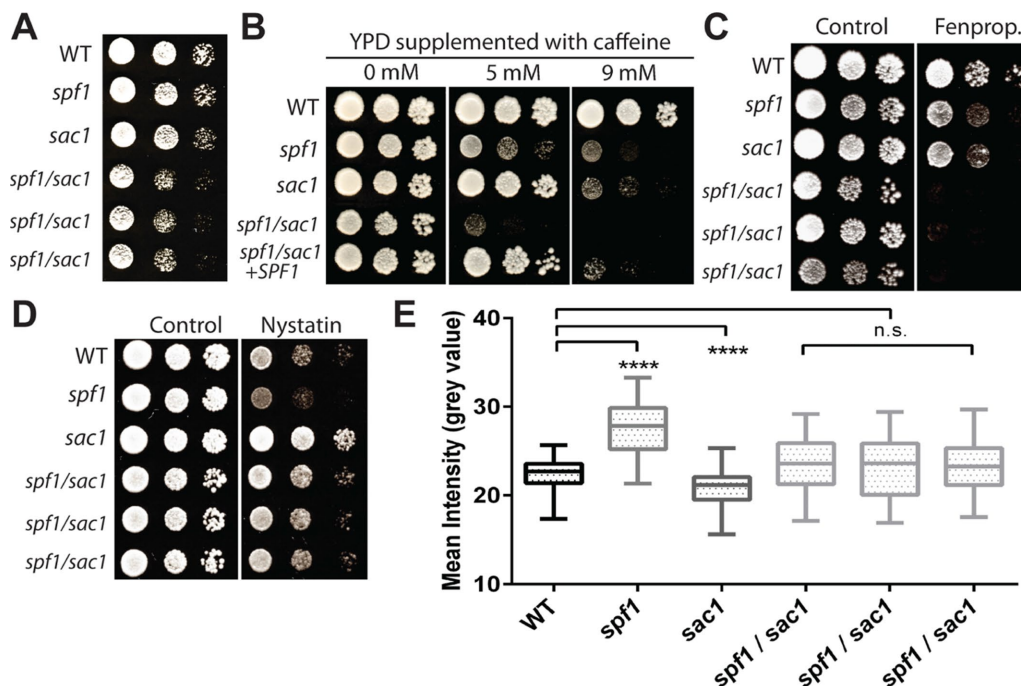 A
WT
spf1
sac1
spf1/sac1
spf1/sac1
spf1/sac1
B
YPD supplemented with caffeine
0 mM 5 mM 9 mM
WT
spf1
sac1
spf1/sac1
spf1/sac1
+SPF1
C
Control Fenprop.
WT
spf1
sac1
spf1/sac1
spf1/sac1
spf1/sac1
D
Control Nystatin
WT
spf1
sac1
spf1/sac1
spf1/sac1
spf1/sac1
E
Mean Intensity (grey value)
40
30
20
10
**** **** n.s.
WT spf1 sac1 spf1 / sac1 spf1 / sac1 spf1 / sac1